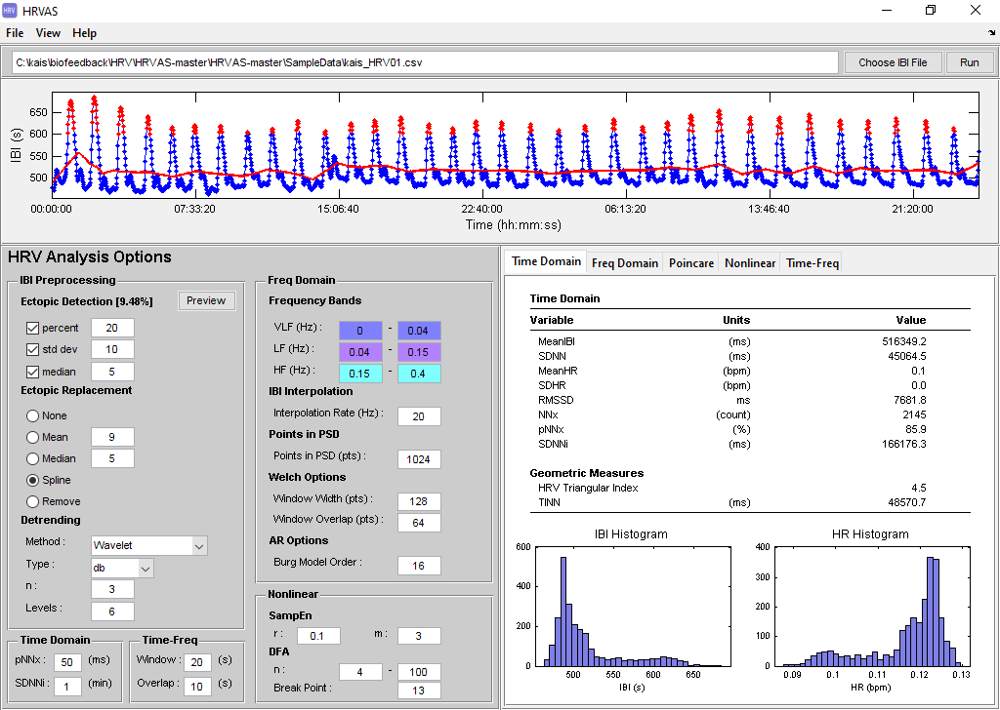 HRV HRVAS
File View Help
C:\kais\biofeedback\HRV\HRVAS-master\HRVAS-master\SampleData\kais_HRV01.csv
Choose IBI File
Run
IBI (s)
650
600
550
500
00:00:00 07:33:20 15:06:40 22:40:00 06:13:20 13:46:40 21:20:00
Time (hh:mm:ss)
HRV Analysis Options
IBI Preprocessing
Ectopic Detection [9.48%] Preview
percent 20
std dev 10
median 5
Ectopic Replacement
None
Mean 9
Median 5
Spline
Remove
Detrending
Method : Wavelet
Type : db
n : 3
Levels : 6
Time Domain
pNNx : 50 (ms)
SDNNi : 1 (min)
Time-Freq
Window : 20 (s)
Overlap : 10 (s)
Freq Domain
Frequency Bands
VLF (Hz) : 0 - 0.04
LF (Hz) : 0.04 - 0.15
HF (Hz) : 0.15 - 0.4
IBI Interpolation
Interpolation Rate (Hz) : 20
Points in PSD
Points in PSD (pts) : 1024
Welch Options
Window Width (pts) : 128
Window Overlap (pts) : 64
AR Options
Burg Model Order : 16
Nonlinear
SampEn
r : 0.1 m : 3
DFA
n : 4 - 100
Break Point : 13
Time Domain Freq Domain Poincare Nonlinear Time-Freq
Time Domain
Variable Units Value
MeanIBI (ms) 516349.2
SDNN (ms) 45064.5
MeanHR (bpm) 0.1
SDHR (bpm) 0.0
RMSSD ms 7681.8
NNx (count) 2145
pNNx (%) 85.9
SDNNi (ms) 166176.3
Geometric Measures
HRV Triangular Index 4.5
TINN (ms) 48570.7
IBI Histogram
600
400
200
0
500 550 600 650
IBI (s)
HR Histogram
400
300
200
100
0
0.09 0.1 0.11 0.12 0.13
HR (bpm)